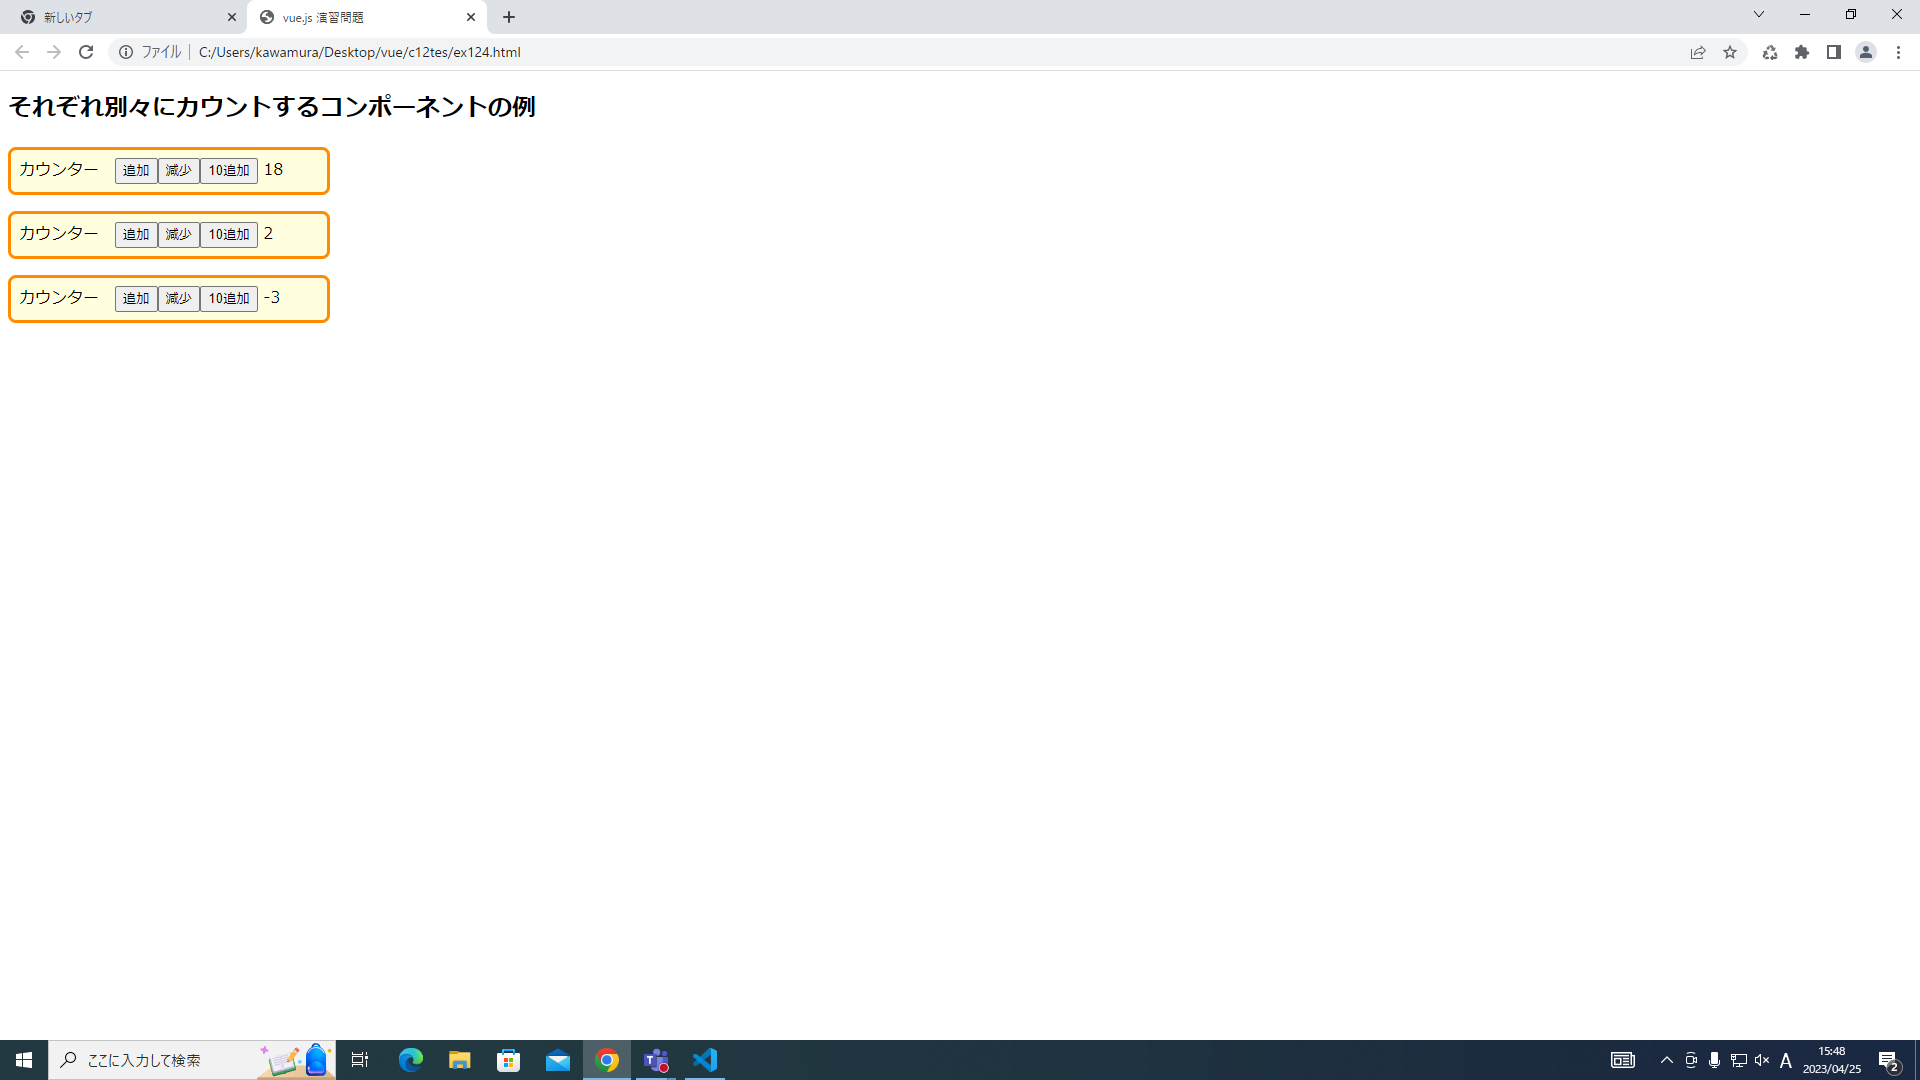 新しいタブ
vue.js 演習問題
ファイル
C:/Users/kawamura/Desktop/vue/c12tes/ex124.html
それぞれ別々にカウントするコンポーネントの例
カウンター 追加 減少 10追加 18
カウンター 追加 減少 10追加 2
カウンター 追加 減少 10追加 -3
ここに入力して検索
A
15:48
2023/04/25
2